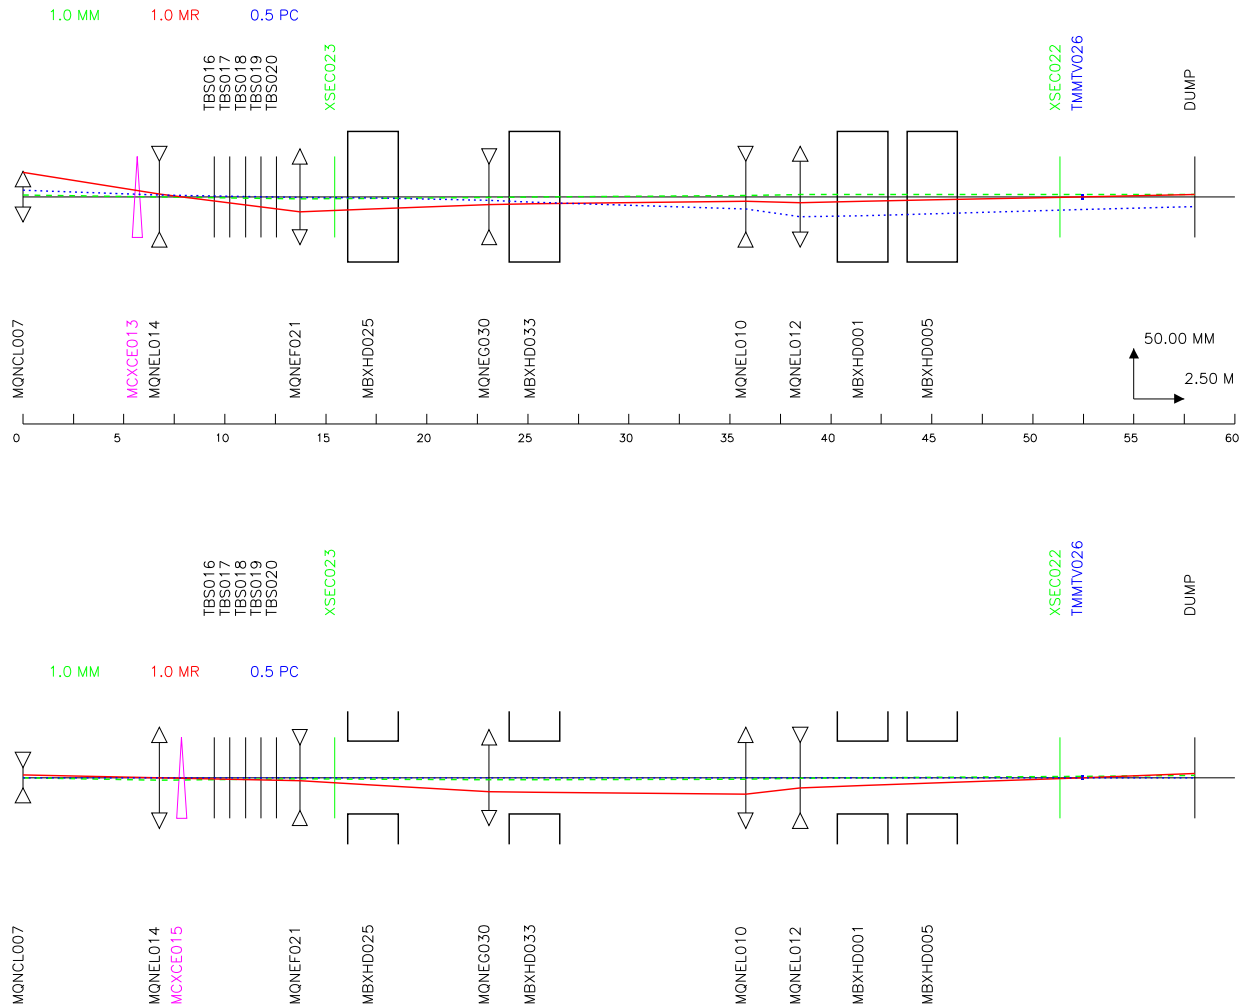 1.0 MM 1.0 MR 0.5 PC
TBS016
TBS017
TBS018
TBS019
TBS020
XSEC023
XSEC022
TMMTV026
DUMP
MQNCL007
MCXCE013
MQNEL014
MQNEF021
MBXHD025
MQNEG030
MBXHD033
MQNEL010
MQNEL012
MBXHD001
MBXHD005
50.00 MM
2.50 M
0 5 10 15 20 25 30 35 40 45 50 55 60
TBS016
TBS017
TBS018
TBS019
TBS020
XSEC023
XSEC022
TMMTV026
DUMP
1.0 MM 1.0 MR 0.5 PC
MQNCL007
MQNEL014
MCXCE015
MQNEF021
MBXHD025
MQNEG030
MBXHD033
MQNEL010
MQNEL012
MBXHD001
MBXHD005